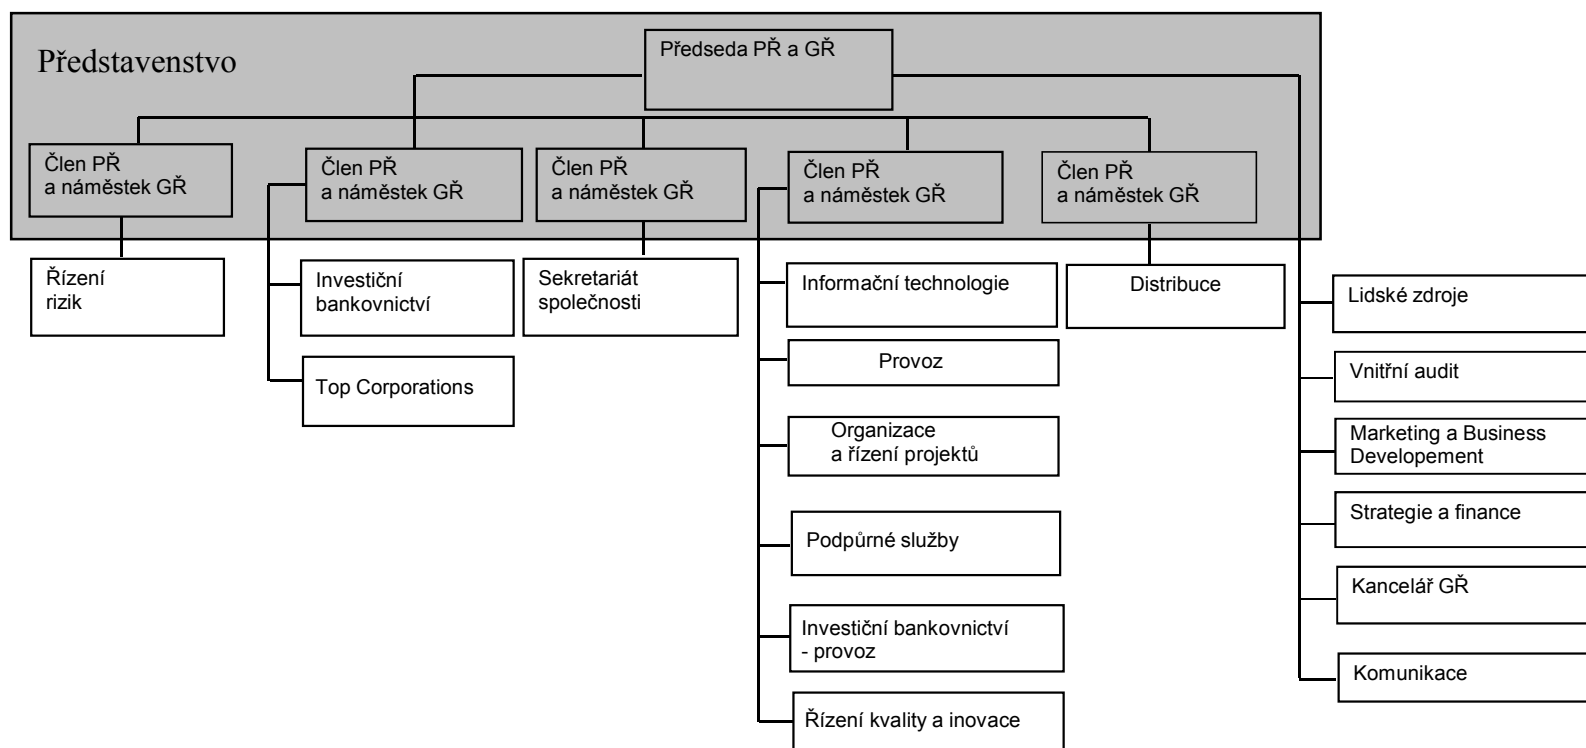 Představenstvo
Předseda PŘ a GŘ
Člen PŘ
a náměstek GŘ
Člen PŘ
a náměstek GŘ
Člen PŘ
a náměstek GŘ
Člen PŘ
a náměstek GŘ
Člen PŘ
a náměstek GŘ
Řízení
rizik
Investiční
bankovnictví
Top Corporations
Sekretariát
společnosti
Informační technologie
Provoz
Organizace
a řízení projektů
Podpůrné služby
Investiční bankovnictví
- provoz
Řízení kvality a inovace
Distribuce
Lidské zdroje
Vnitřní audit
Marketing a Business
Developement
Strategie a finance
Kancelář GŘ
Komunikace